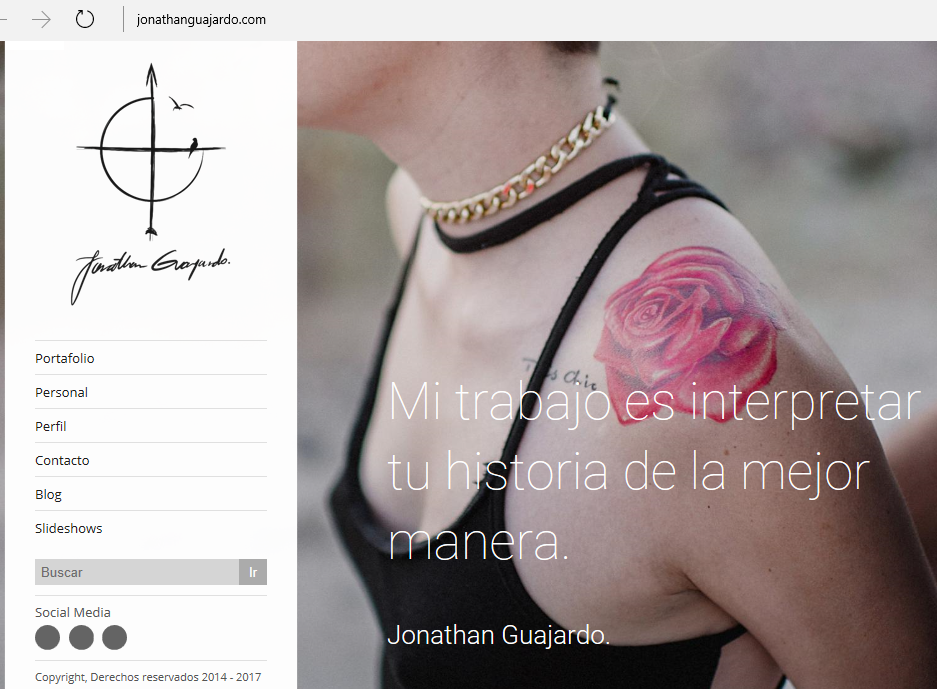 jonathanguajardo.com
Jonathan Guajardo.
Portafolio
Personal
Perfil
Contacto
Blog
Slideshows
Buscar Ir
Social Media
Copyright, Derechos reservados 2014 - 2017
Mi trabajo es interpretar
tu historia de la mejor
manera.
Jonathan Guajardo.